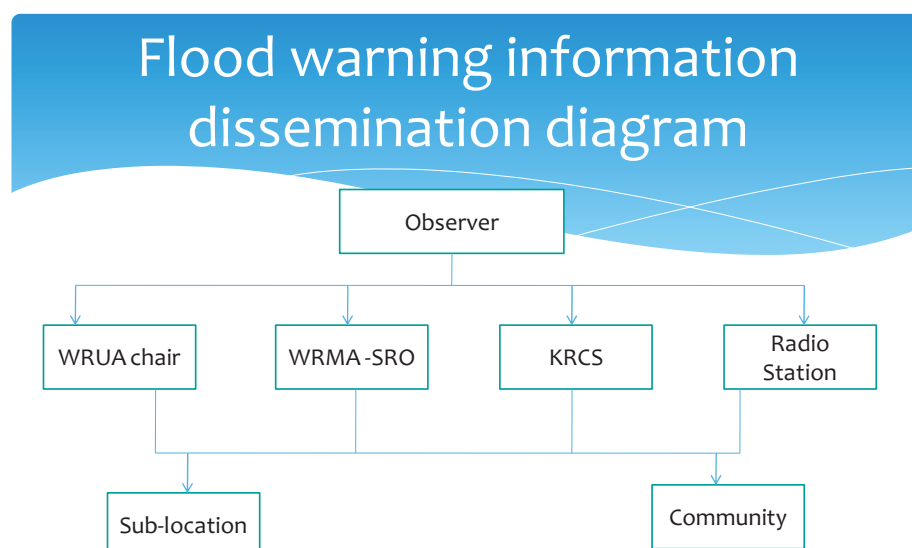 Flood warning information
dissemination diagram
Observer
WRUA chair
WRMA -SRO
KRCS
Radio
Station
Sub-location
Community